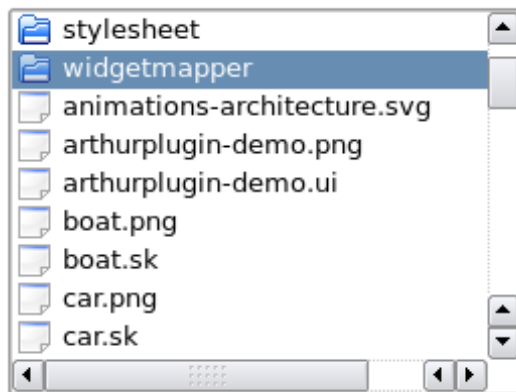 stylesheet
widgetmapper
animations-architecture.svg
arthurplugin-demo.png
arthurplugin-demo.ui
boat.png
boat.sk
car.png
car.sk